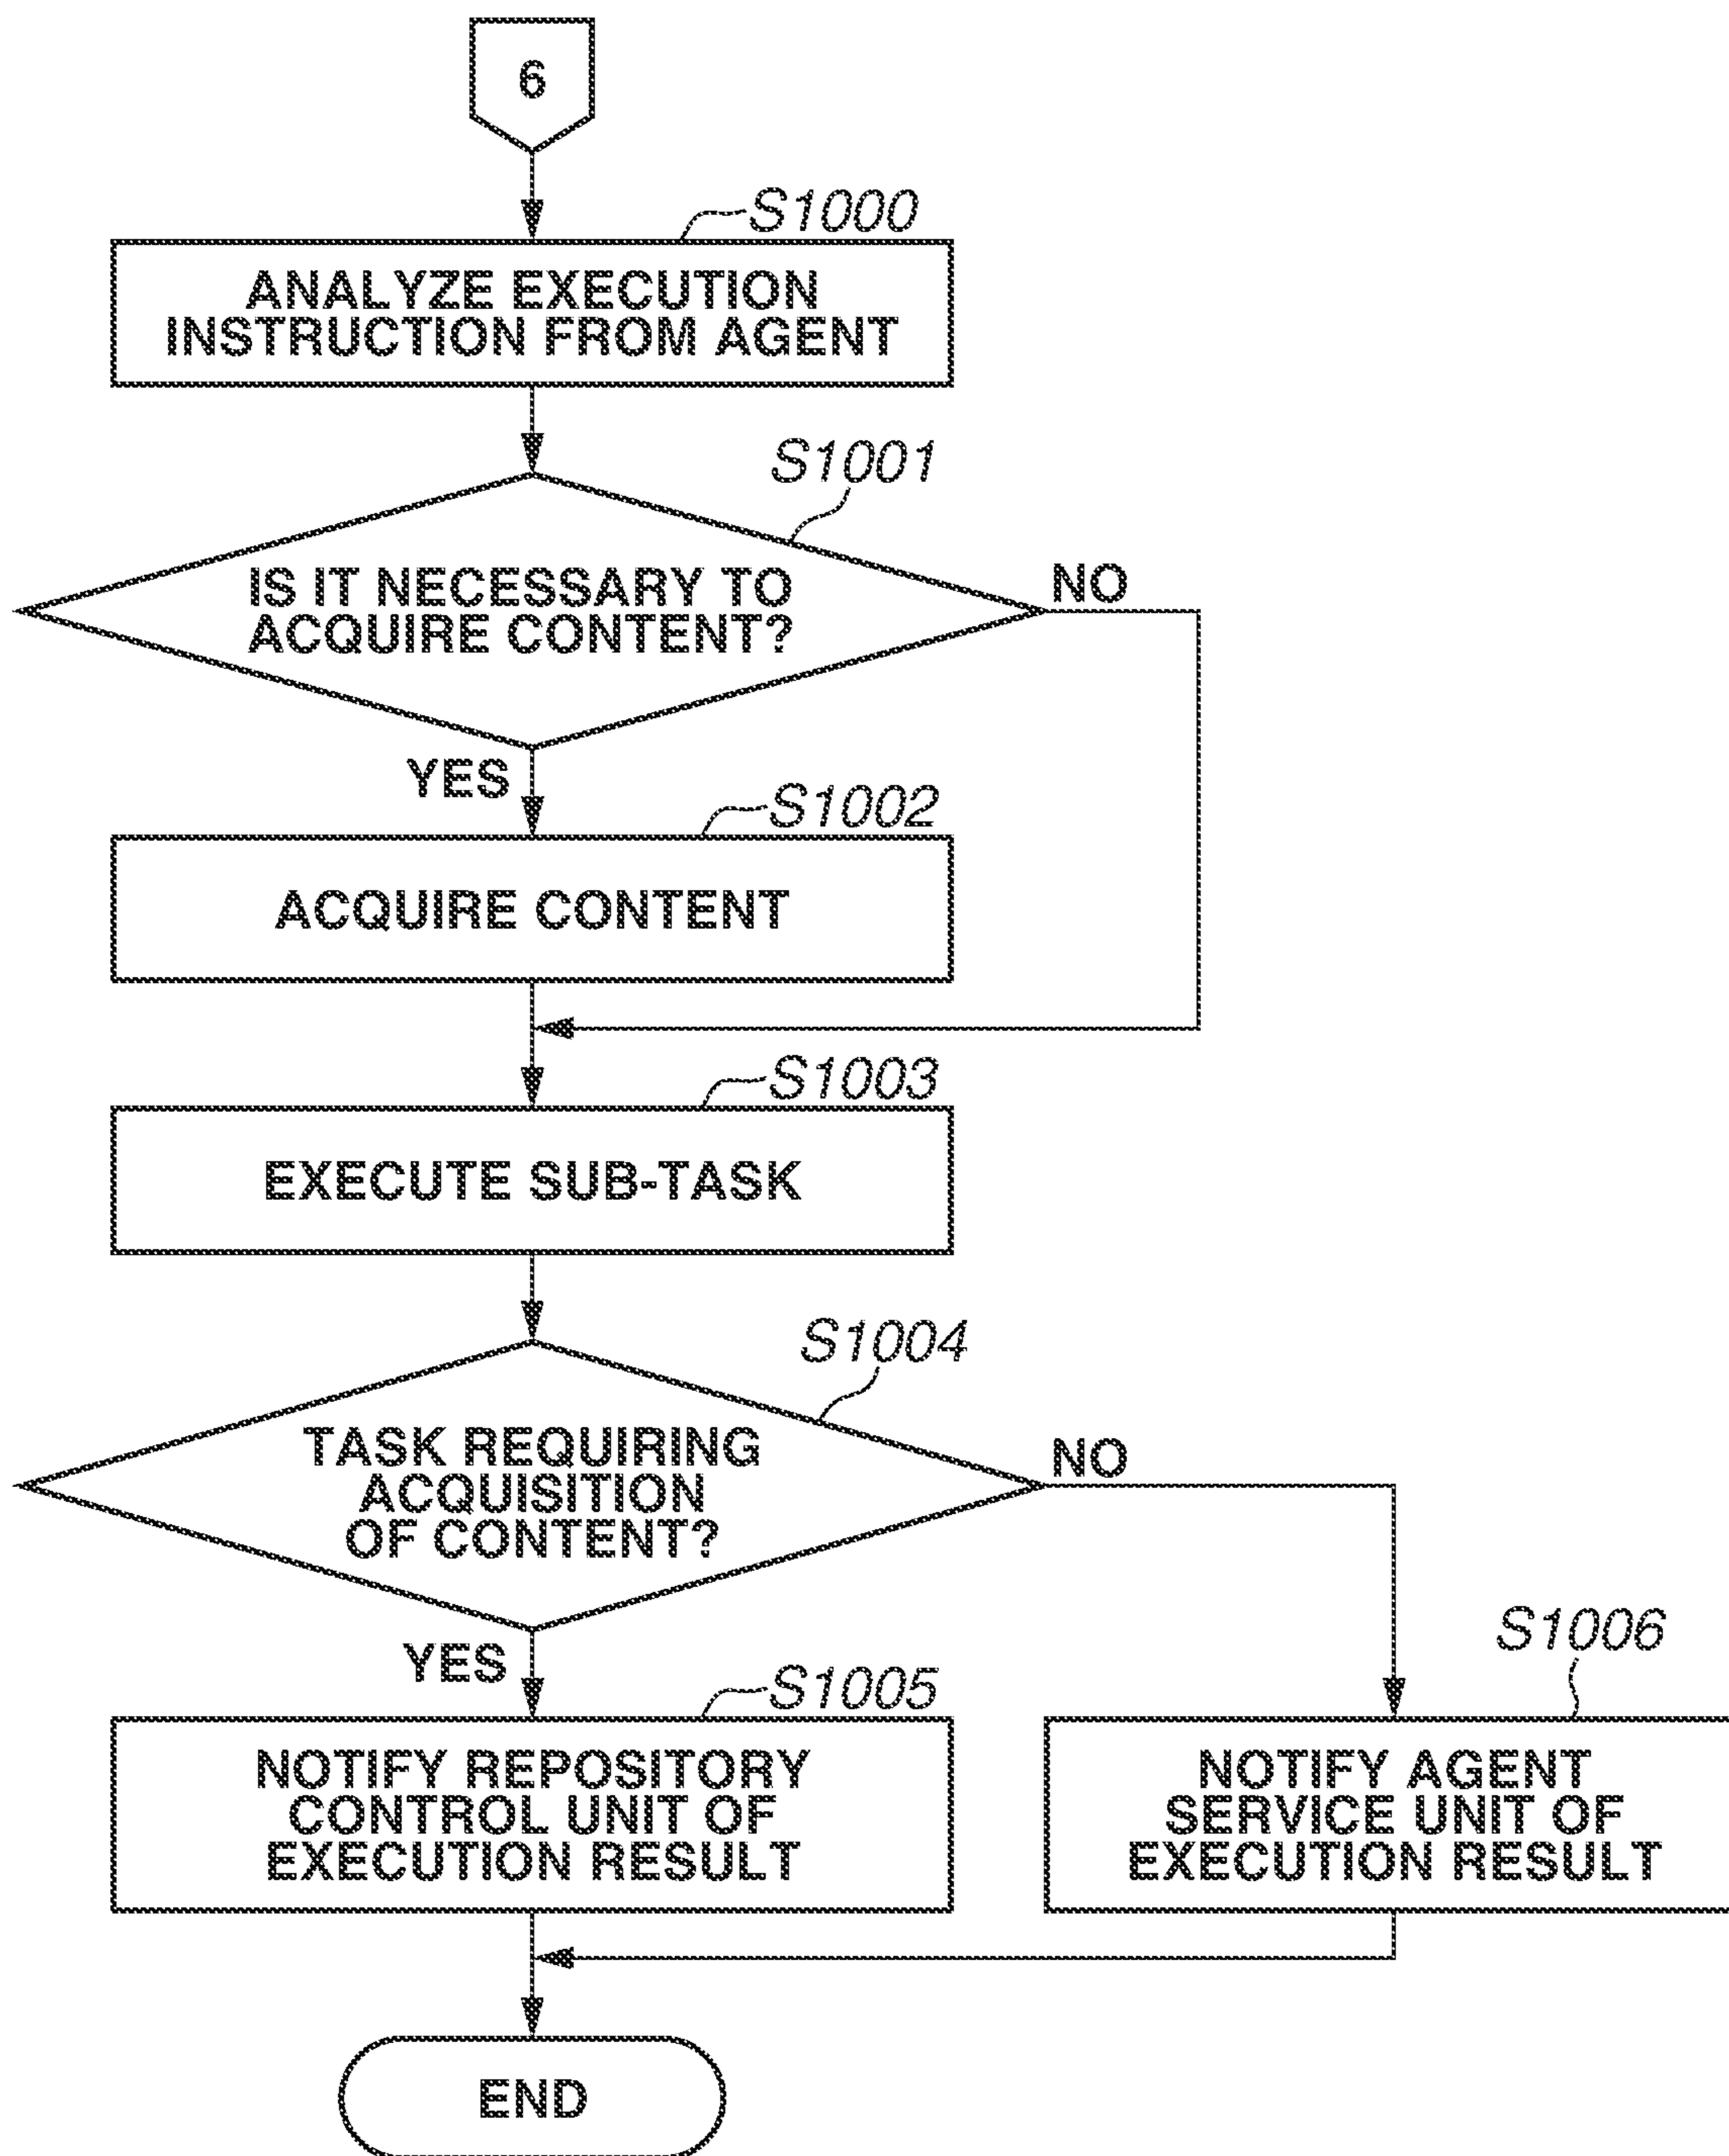 6
S1000
ANALYZE EXECUTION
INSTRUCTION FROM AGENT
S1001
IS IT NECESSARY TO
ACQUIRE CONTENT?
NO
YES
S1002
ACQUIRE CONTENT
S1003
EXECUTE SUB-TASK
S1004
TASK REQUIRING
ACQUISITION
OF CONTENT?
NO
YES
S1005
NOTIFY REPOSITORY
CONTROL UNIT OF
EXECUTION RESULT
S1006
NOTIFY AGENT
SERVICE UNIT OF
EXECUTION RESULT
END